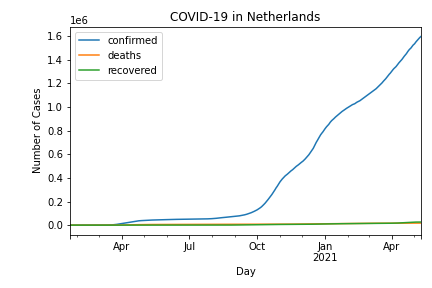 COVID-19 in Netherlands
1e6
confirmed
deaths
recovered
1.6
1.4
1.2
1.0
0.8
0.6
0.4
0.2
0.0
Number of Cases
Apr
Jul
Oct
Jan
2021
Apr
Day